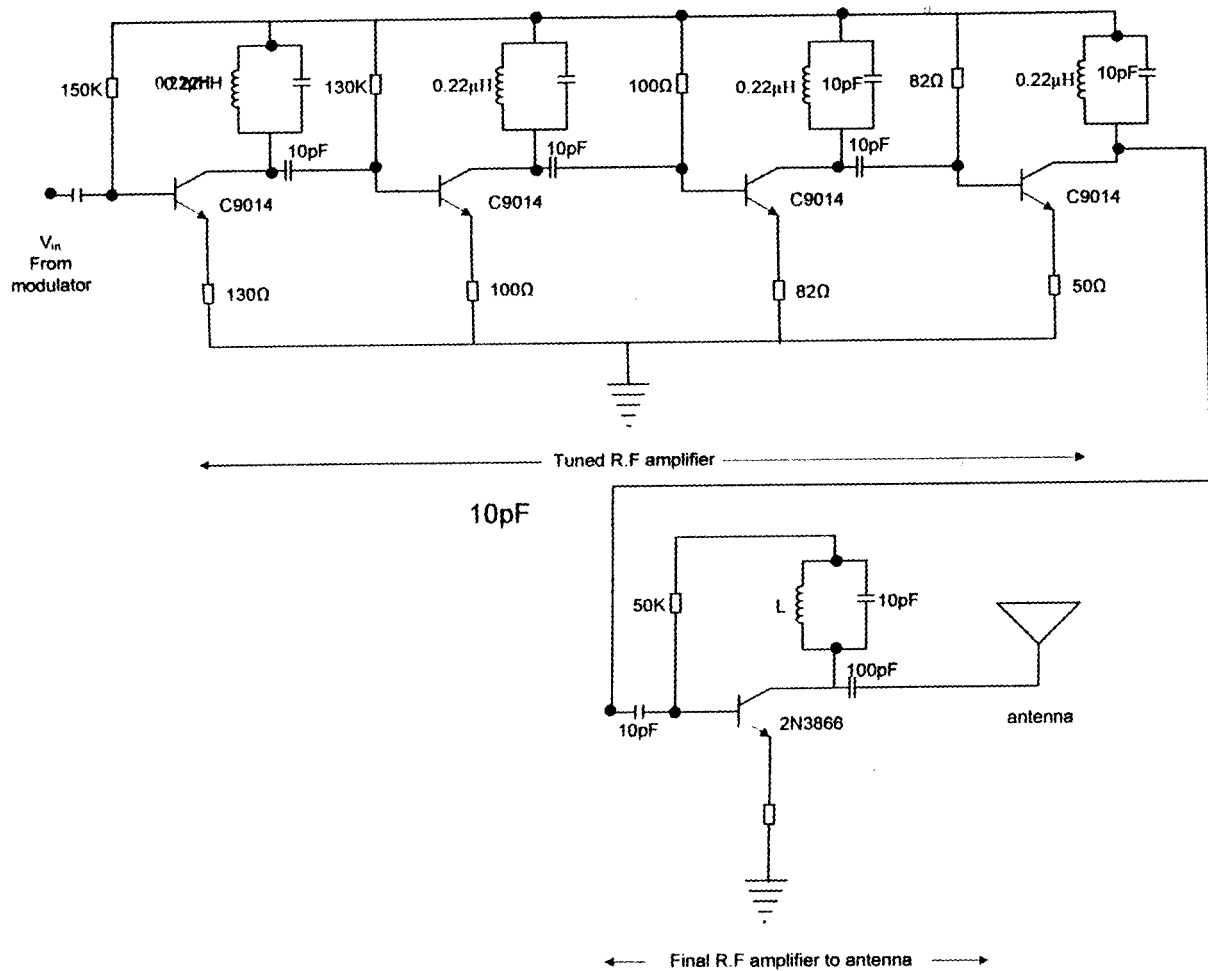 150K
130K
0.22μH
100Ω
0.22μH
10pF
82Ω
0.22μH
10pF
10pF
10pF
10pF
C9014
C9014
C9014
C9014
Vin
From
modulator
130Ω
100Ω
82Ω
50Ω
Tuned R.F amplifier
10pF
50K
L
10pF
100pF
10pF
2N3866
antenna
Final R.F amplifier to antenna